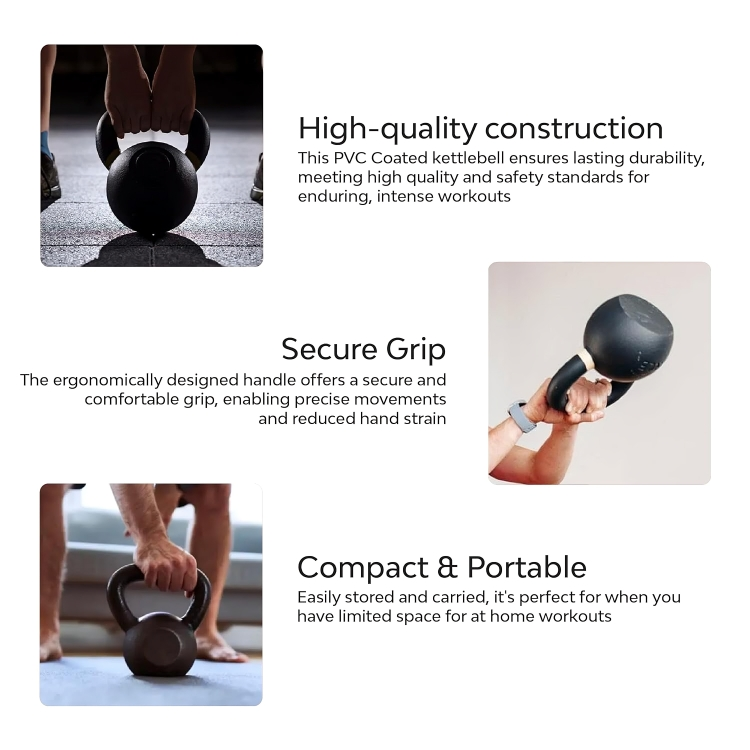 High-quality construction
This PVC Coated kettlebell ensures lasting durability,
meeting high quality and safety standards for
enduring, intense workouts
Secure Grip
The ergonomically designed handle offers a secure and
comfortable grip, enabling precise movements
and reduced hand strain
Compact & Portable
Easily stored and carried, it's perfect for when you
have limited space for at home workouts